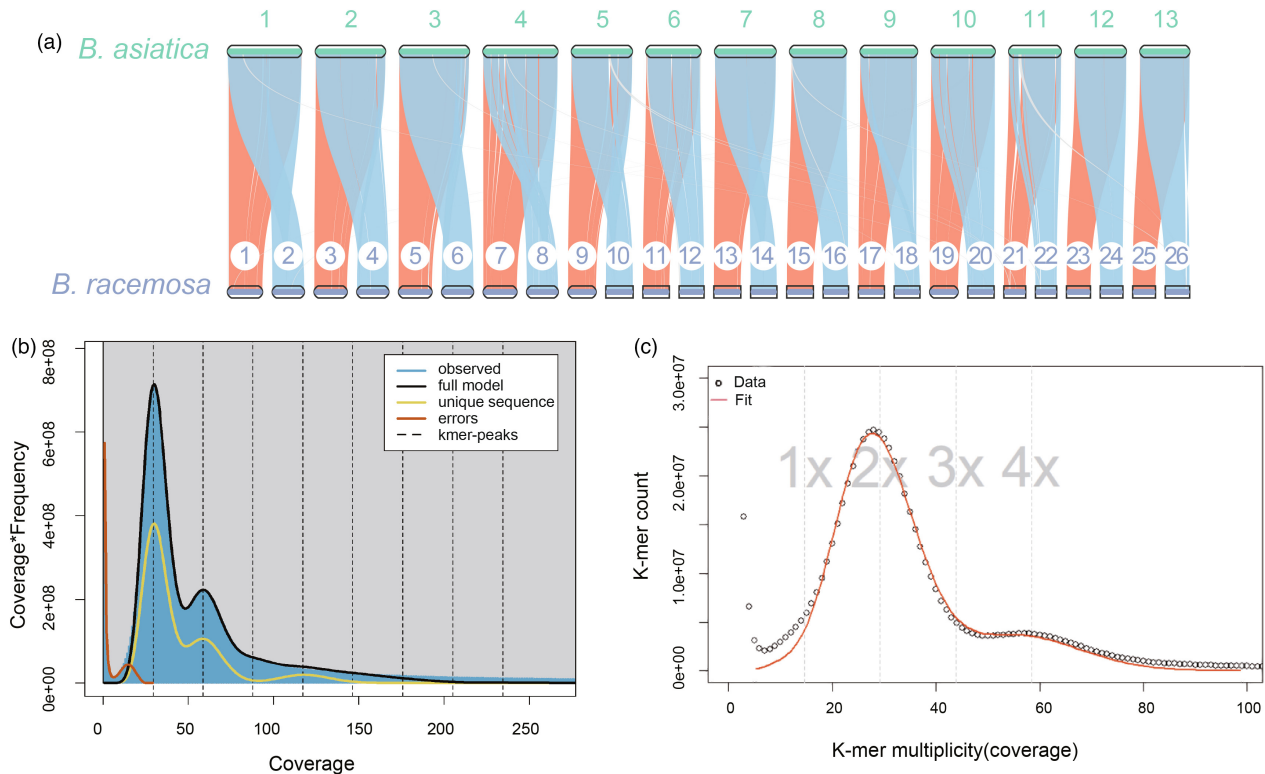 (a)
1 2 3 4 5 6 7 8 9 10 11 12 13
B. asiatica
1 2 3 4 5 6 7 8 9 10 11 12 13 14 15 16 17 18 19 20 21 22 23 24 25 26
B. racemosa
(b)
Coverage*Frequency
8e+08
6e+08
4e+08
2e+08
0e+00
observed
full model
unique sequence
errors
kmer-peaks
0 50 100 150 200 250
Coverage
(c)
K-mer count
3.0e+07
2.0e+07
1.0e+07
0e+00
Data
Fit
1x 2x 3x 4x
0 20 40 60 80 100
K-mer multiplicity(coverage)